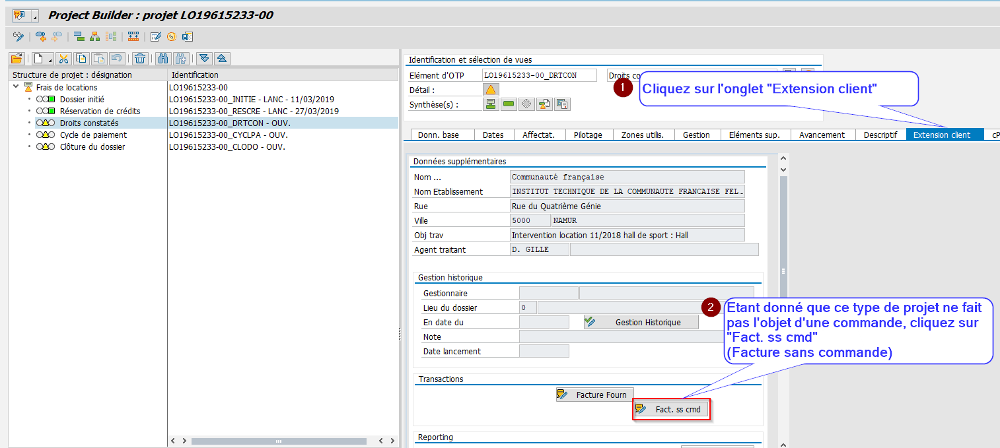 Project Builder : projet LO19615233-00
Structure de projet : désignation
Identification
Frais de locations
LO19615233-00
Dossier initié
LO19615233-00_INITIE - LANC - 11/03/2019
Réservation de crédits
LO19615233-00_RESCRE - LANC - 27/03/2019
Droits constatés
LO19615233-00_DRTCON - OUV.
Cycle de paiement
LO19615233-00_CYCLPA - OUV.
Clôture du dossier
LO19615233-00_CLODO - OUV.
Identification et sélection de vues
Elément d'OTP
LO19615233-00_DRTCON
Droits co
Détail :
Synthèse(s) :
1
Cliquez sur l'onglet "Extension client"
Donn. base
Dates
Affectat.
Pilotage
Zones utilis.
Gestion
Eléments sup.
Avancement
Descriptif
Extension client
cP
Données supplémentaires
Nom ...
Communauté française
Nom Etablissement
INSTITUT TECHNIQUE DE LA COMMUNAUTE FRANCAISE FEL…
Rue
Rue du Quatrième Génie
Ville
5000
NAMUR
Obj trav
Intervention location 11/2018 hall de sport : Hall
Agent traitant
D. GILLE
Gestion historique
Gestionnaire
Lieu du dossier
0
En date du
Gestion Historique
Note
Date lancement
2
Etant donné que ce type de projet ne fait
pas l'objet d'une commande, cliquez sur
"Fact. ss cmd"
(Facture sans commande)
Transactions
Facture Fourn
Fact. ss cmd
Reporting